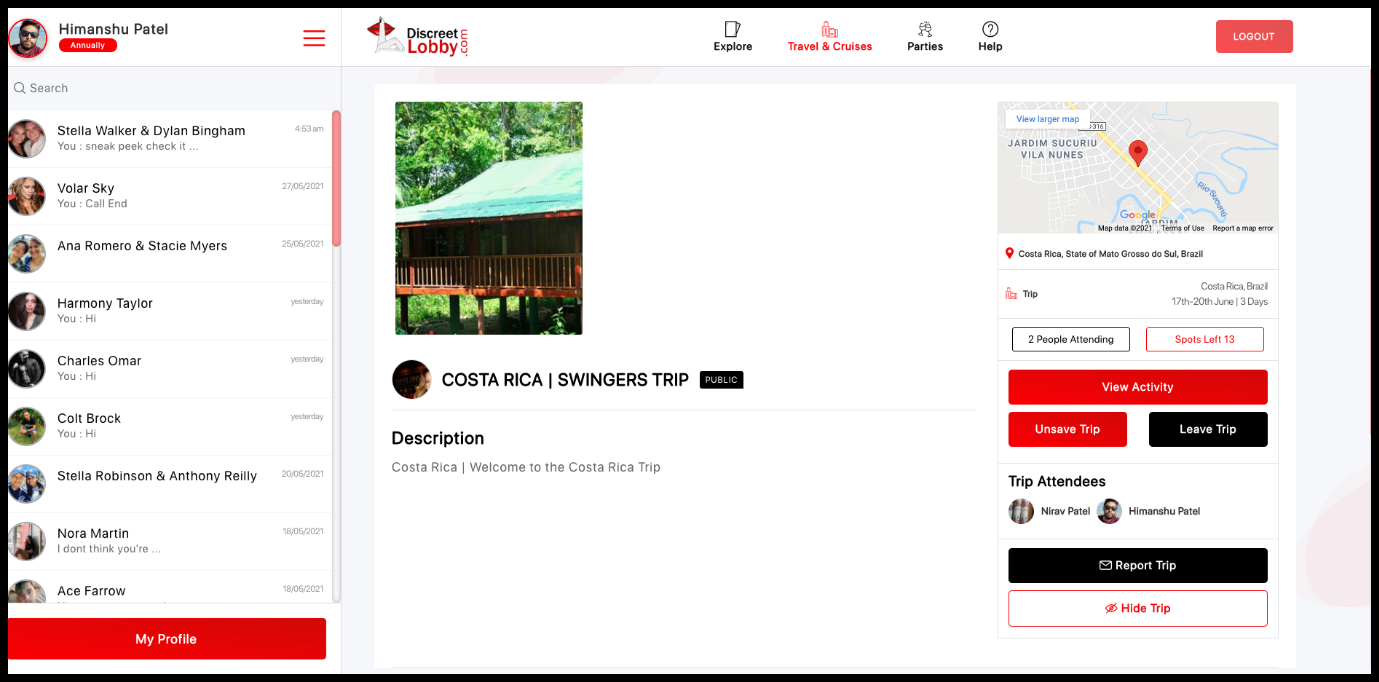 Himanshu Patel
Annually
Search
Stella Walker & Dylan Bingham
4:53 am
You : sneak peek check it ...
Volar Sky
27/05/2021
You : Call End
Ana Romero & Stacie Myers
25/05/2021
Harmony Taylor
yesterday
You : Hi
Charles Omar
yesterday
You : Hi
Colt Brock
yesterday
You : Hi
Stella Robinson & Anthony Reilly
20/05/2021
Nora Martin
18/05/2021
I dont think you're ...
Ace Farrow
18/05/2021
My Profile
Discreet
Lobby.com
Explore
Travel & Cruises
Parties
Help
LOGOUT
COSTA RICA | SWINGERS TRIP
PUBLIC
Description
Costa Rica | Welcome to the Costa Rica Trip
View larger map
-316
JARDIM SUCURIU
VILA NUNES
Rio Sucuriú
Google
JARDIM
Map data ©2021
Terms of Use
Report a map error
Costa Rica, State of Mato Grosso do Sul, Brazil
Trip
Costa Rica, Brazil
17th-20th June | 3 Days
2 People Attending
Spots Left 13
View Activity
Unsave Trip
Leave Trip
Trip Attendees
Nirav Patel
Himanshu Patel
Report Trip
Hide Trip